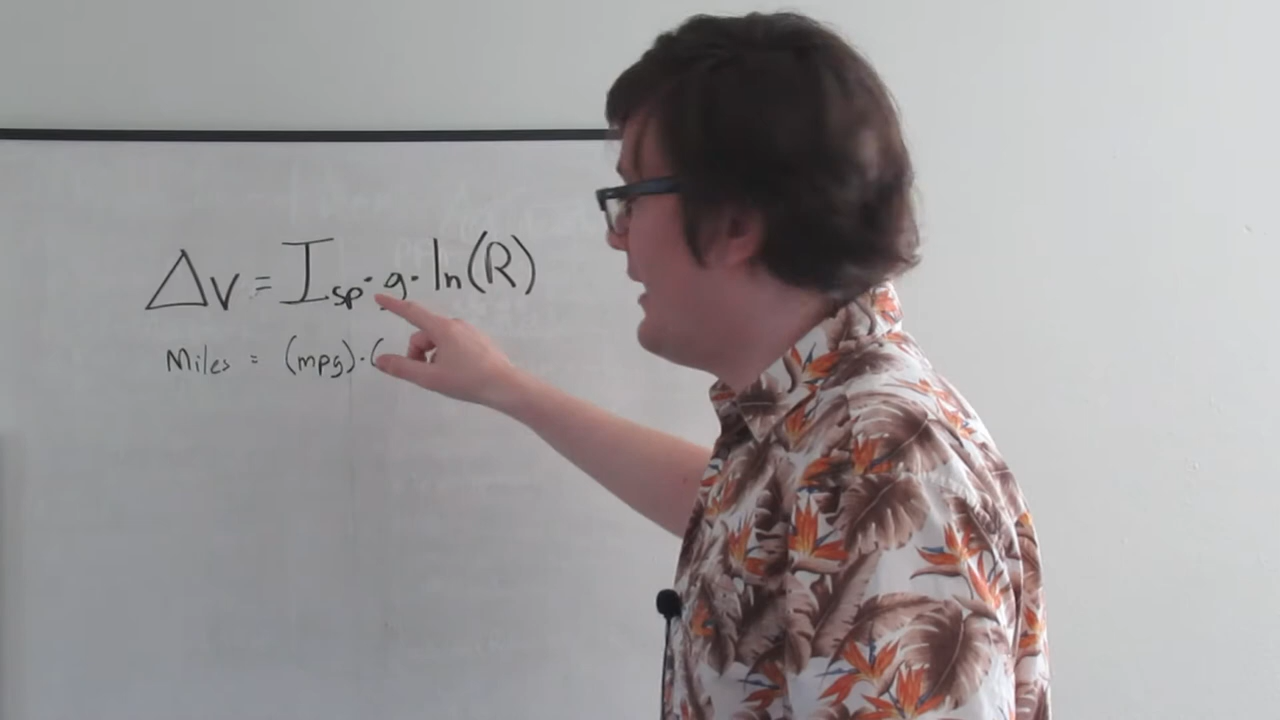 Δv = Isp · g · ln(R)
Miles = (mpg) · (